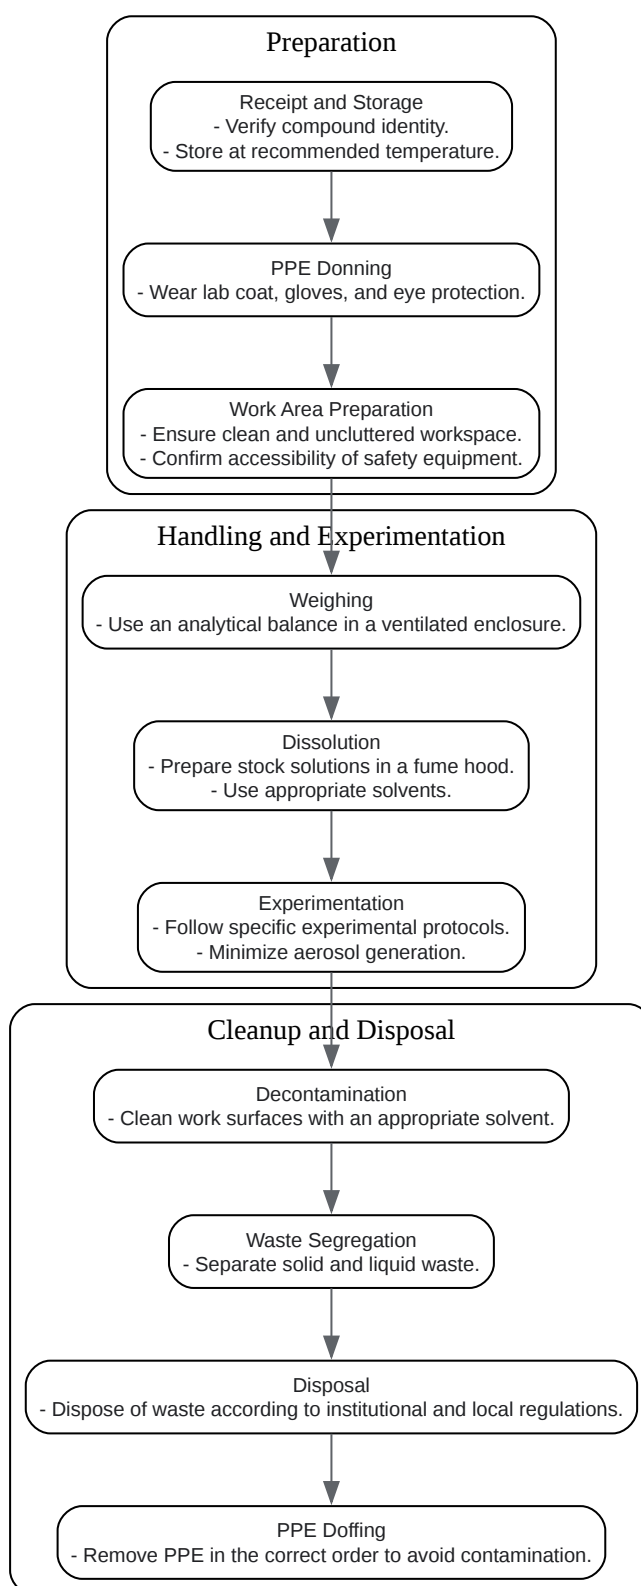 Preparation
Receipt and Storage
- Verify compound identity.
- Store at recommended temperature.
PPE Donning
- Wear lab coat, gloves, and eye protection.
Work Area Preparation
- Ensure clean and uncluttered workspace.
- Confirm accessibility of safety equipment.
Handling and Experimentation
Weighing
- Use an analytical balance in a ventilated enclosure.
Dissolution
- Prepare stock solutions in a fume hood.
- Use appropriate solvents.
Experimentation
- Follow specific experimental protocols.
- Minimize aerosol generation.
Cleanup and Disposal
Decontamination
- Clean work surfaces with an appropriate solvent.
Waste Segregation
- Separate solid and liquid waste.
Disposal
- Dispose of waste according to institutional and local regulations.
PPE Doffing
- Remove PPE in the correct order to avoid contamination.